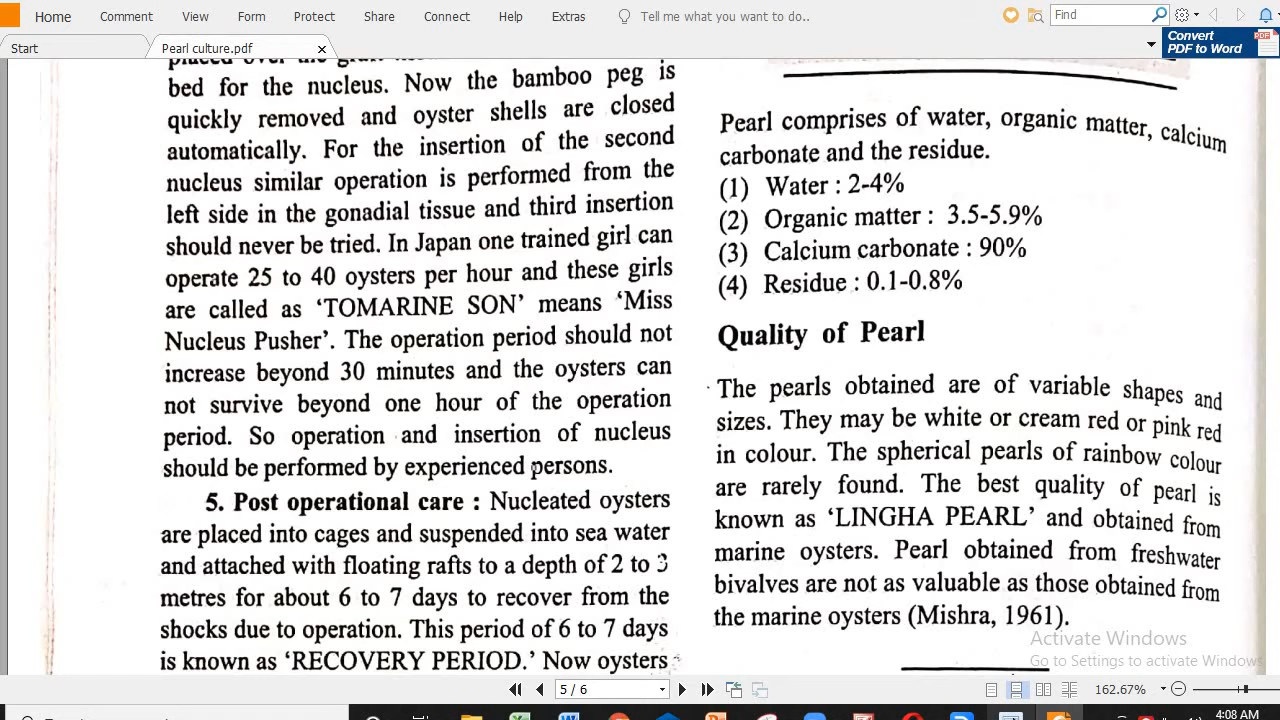 Home Comment View Form Protect Share Connect Help Extras Tell me what you want to do.. Find
Start Pearl culture.pdf x
Convert
PDF to Word
bed for the nucleus. Now the bamboo peg is
quickly removed and oyster shells are closed
automatically. For the insertion of the second
nucleus similar operation is performed from the
left side in the gonadial tissue and third insertion
should never be tried. In Japan one trained girl can
operate 25 to 40 oysters per hour and these girls
are called as ‘TOMARINE SON’ means ‘Miss
Nucleus Pusher’. The operation period should not
increase beyond 30 minutes and the oysters can
not survive beyond one hour of the operation
period. So operation and insertion of nucleus
should be performed by experienced persons.
5. Post operational care : Nucleated oysters
are placed into cages and suspended into sea water
and attached with floating rafts to a depth of 2 to 3
metres for about 6 to 7 days to recover from the
shocks due to operation. This period of 6 to 7 days
is known as ‘RECOVERY PERIOD.’ Now oysters
Pearl comprises of water, organic matter, calcium
carbonate and the residue.
(1) Water : 2-4%
(2) Organic matter : 3.5-5.9%
(3) Calcium carbonate : 90%
(4) Residue : 0.1-0.8%
Quality of Pearl
The pearls obtained are of variable shapes and
sizes. They may be white or cream red or pink red
in colour. The spherical pearls of rainbow colour
are rarely found. The best quality of pearl is
known as ‘LINGHA PEARL’ and obtained from
marine oysters. Pearl obtained from freshwater
bivalves are not as valuable as those obtained from
the marine oysters (Mishra, 1961).
Activate Windows
Go to Settings to activate Windows
5 / 6 162.67%
4:08 AM